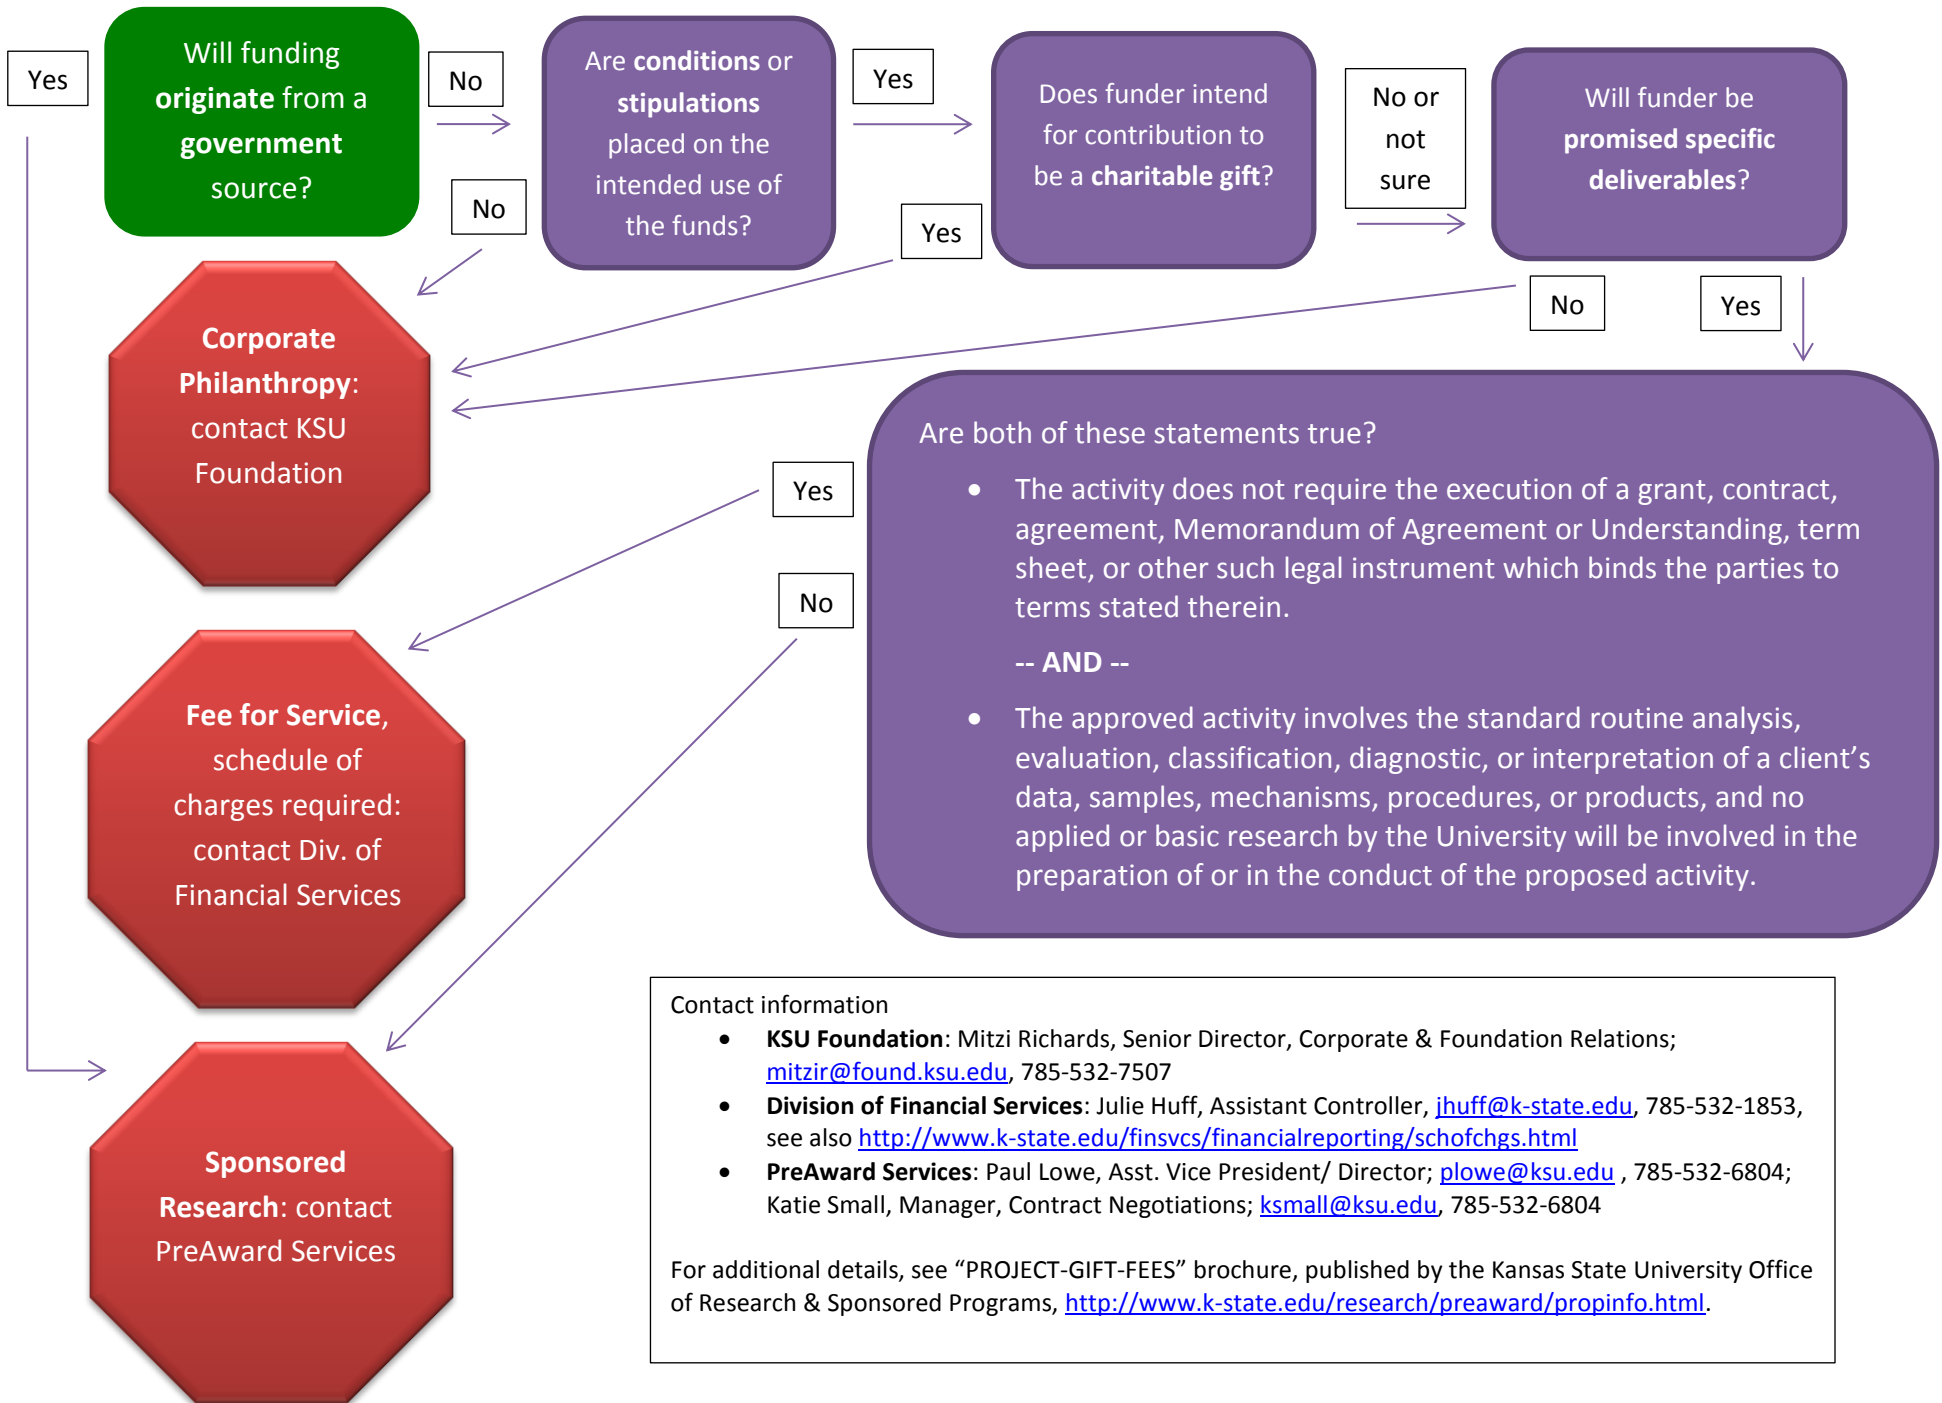 Yes
Will funding
originate from a
government
source?
No
No
Are conditions or
stipulations
placed on the
intended use of
the funds?
Yes
Yes
Does funder intend
for contribution to
be a charitable gift?
No or
not
sure
Will funder be
promised specific
deliverables?
No
Yes
Corporate
Philanthropy:
contact KSU
Foundation
Are both of these statements true?
• The activity does not require the execution of a grant, contract,
agreement, Memorandum of Agreement or Understanding, term
sheet, or other such legal instrument which binds the parties to
terms stated therein.
-- AND --
• The approved activity involves the standard routine analysis,
evaluation, classification, diagnostic, or interpretation of a client’s
data, samples, mechanisms, procedures, or products, and no
applied or basic research by the University will be involved in the
preparation of or in the conduct of the proposed activity.
Yes
No
Fee for Service,
schedule of
charges required:
contact Div. of
Financial Services
Sponsored
Research: contact
PreAward Services
Contact information
• KSU Foundation: Mitzi Richards, Senior Director, Corporate & Foundation Relations;
mitzir@found.ksu.edu, 785-532-7507
• Division of Financial Services: Julie Huff, Assistant Controller, jhuff@k-state.edu, 785-532-1853,
see also http://www.k-state.edu/finsvcs/financialreporting/schofchgs.html
• PreAward Services: Paul Lowe, Asst. Vice President/ Director; plowe@ksu.edu , 785-532-6804;
Katie Small, Manager, Contract Negotiations; ksmall@ksu.edu, 785-532-6804
For additional details, see “PROJECT-GIFT-FEES” brochure, published by the Kansas State University Office
of Research & Sponsored Programs, http://www.k-state.edu/research/preaward/propinfo.html.